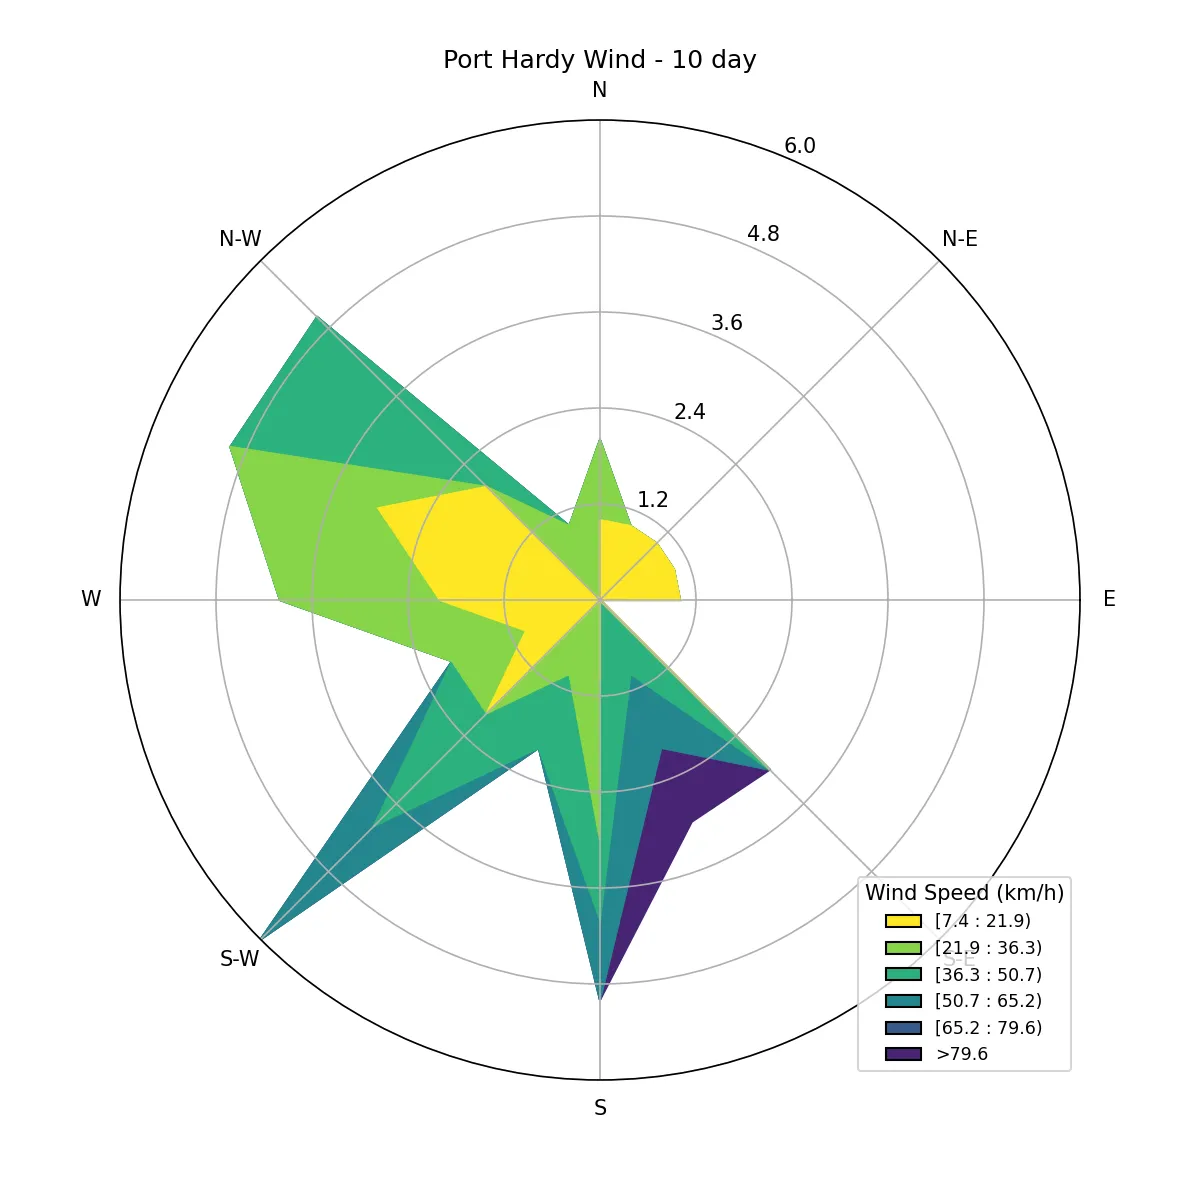 Port Hardy Wind - 10 day
N
6.0
N-W
4.8
N-E
3.6
2.4
1.2
W
E
Wind Speed (km/h)
[7.4 : 21.9)
[21.9 : 36.3)
S-W
S-E
[36.3 : 50.7)
[50.7 : 65.2)
[65.2 : 79.6)
>79.6
S